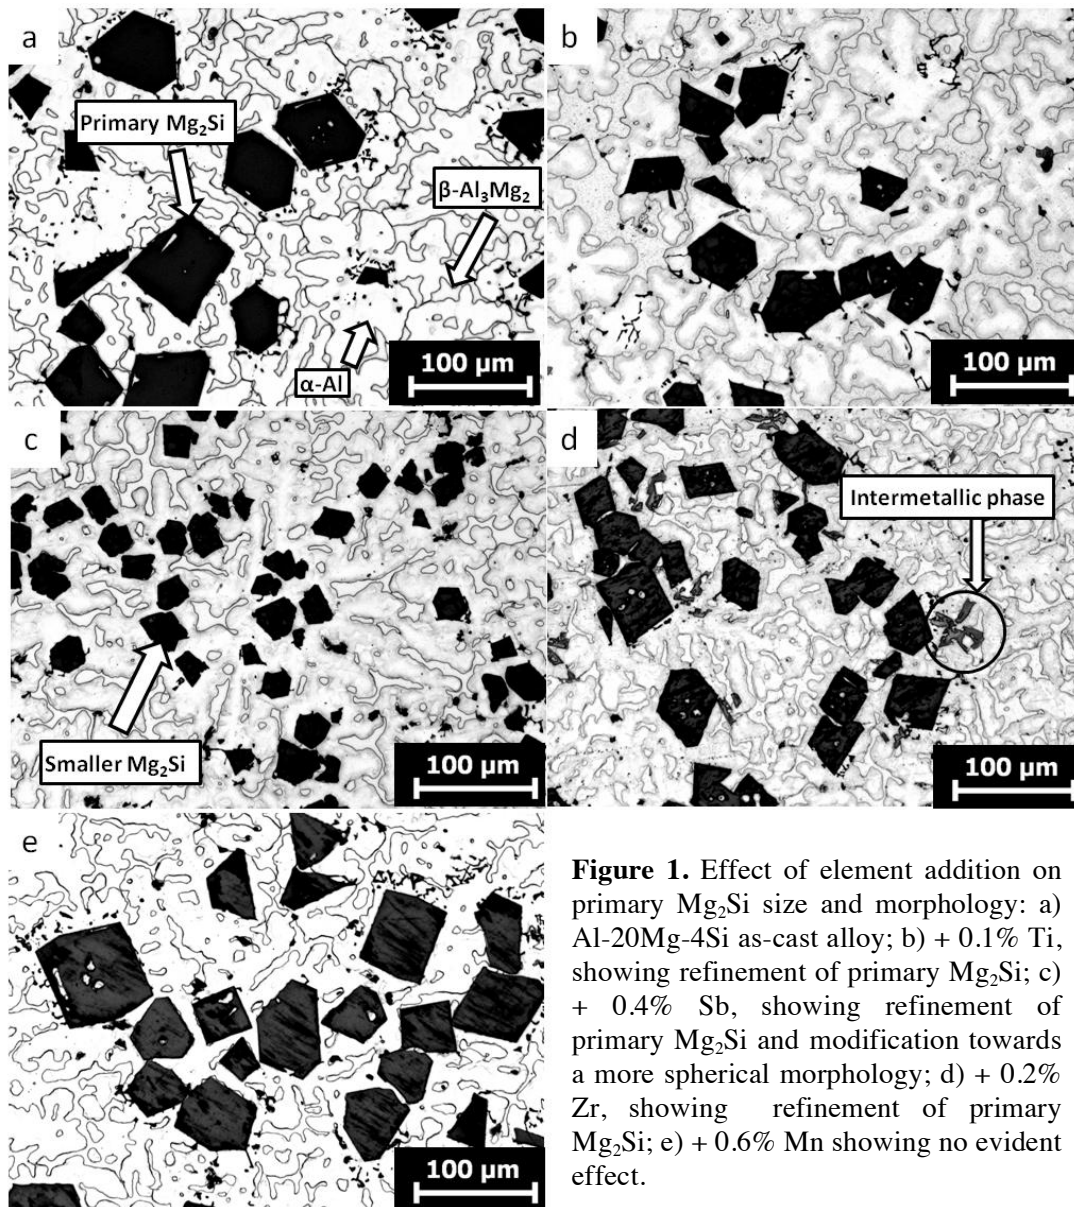 a
Primary Mg₂Si
β-Al₃Mg₂
α-Al
100 µm
b
100 µm
c
Smaller Mg₂Si
100 µm
d
Intermetallic phase
100 µm
e
100 µm
Figure 1. Effect of element addition on
primary Mg₂Si size and morphology: a)
Al-20Mg-4Si as-cast alloy; b) + 0.1% Ti,
showing refinement of primary Mg₂Si; c)
+ 0.4% Sb, showing refinement of
primary Mg₂Si and modification towards
a more spherical morphology; d) + 0.2%
Zr, showing refinement of primary
Mg₂Si; e) + 0.6% Mn showing no evident
effect.